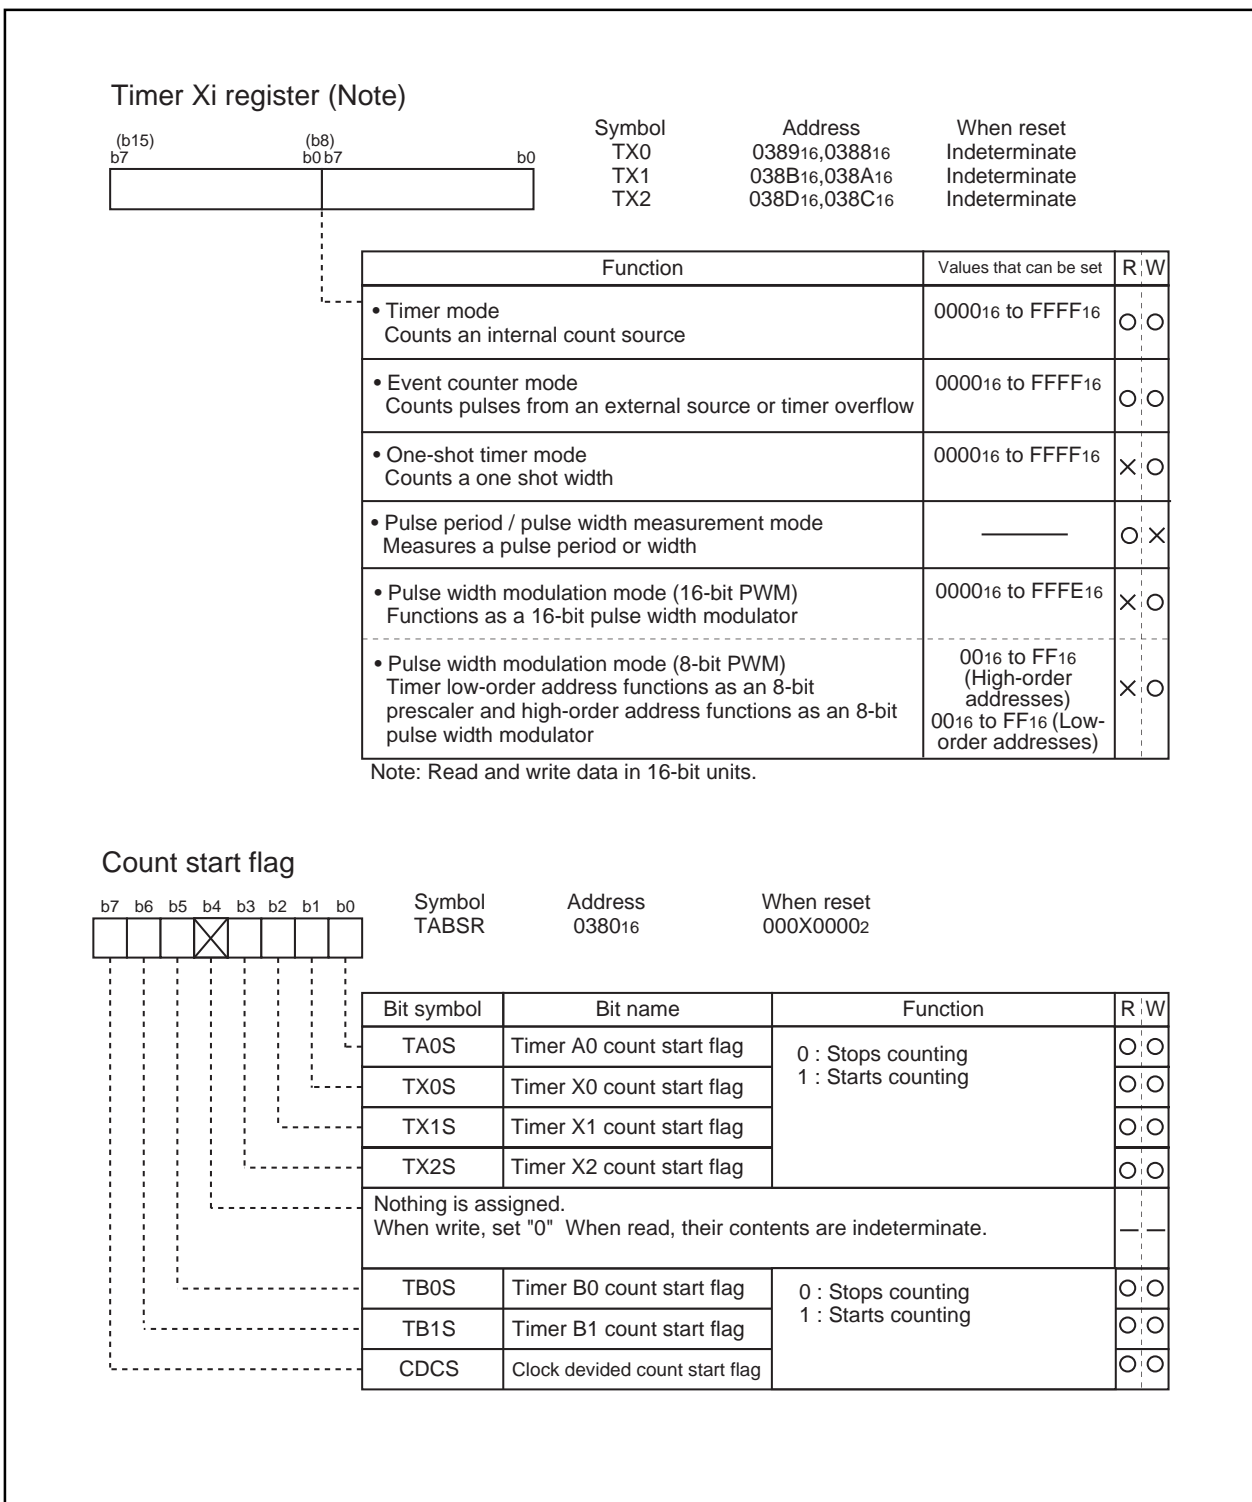 Timer Xi register (Note)
(b15) (b8)
b7 b0 b7 b0
Symbol Address When reset
TX0 038916,038816 Indeterminate
TX1 038B16,038A16 Indeterminate
TX2 038D16,038C16 Indeterminate
Function Values that can be set R W
• Timer mode 000016 to FFFF16
Counts an internal count source
• Event counter mode 000016 to FFFF16
Counts pulses from an external source or timer overflow
• One-shot timer mode 000016 to FFFF16
Counts a one shot width
• Pulse period / pulse width measurement mode
Measures a pulse period or width
• Pulse width modulation mode (16-bit PWM) 000016 to FFFE16
Functions as a 16-bit pulse width modulator
• Pulse width modulation mode (8-bit PWM)
Timer low-order address functions as an 8-bit
prescaler and high-order address functions as an 8-bit
pulse width modulator
0016 to FF16
(High-order
addresses)
0016 to FF16 (Low-
order addresses)
Note: Read and write data in 16-bit units.
Count start flag
b7 b6 b5 b4 b3 b2 b1 b0
Symbol Address When reset
TABSR 038016 000X00002
Bit symbol Bit name Function R W
TA0S Timer A0 count start flag
0 : Stops counting
1 : Starts counting
TX0S Timer X0 count start flag
TX1S Timer X1 count start flag
TX2S Timer X2 count start flag
Nothing is assigned.
When write, set "0" When read, their contents are indeterminate.
TB0S Timer B0 count start flag
0 : Stops counting
1 : Starts counting
TB1S Timer B1 count start flag
CDCS Clock devided count start flag